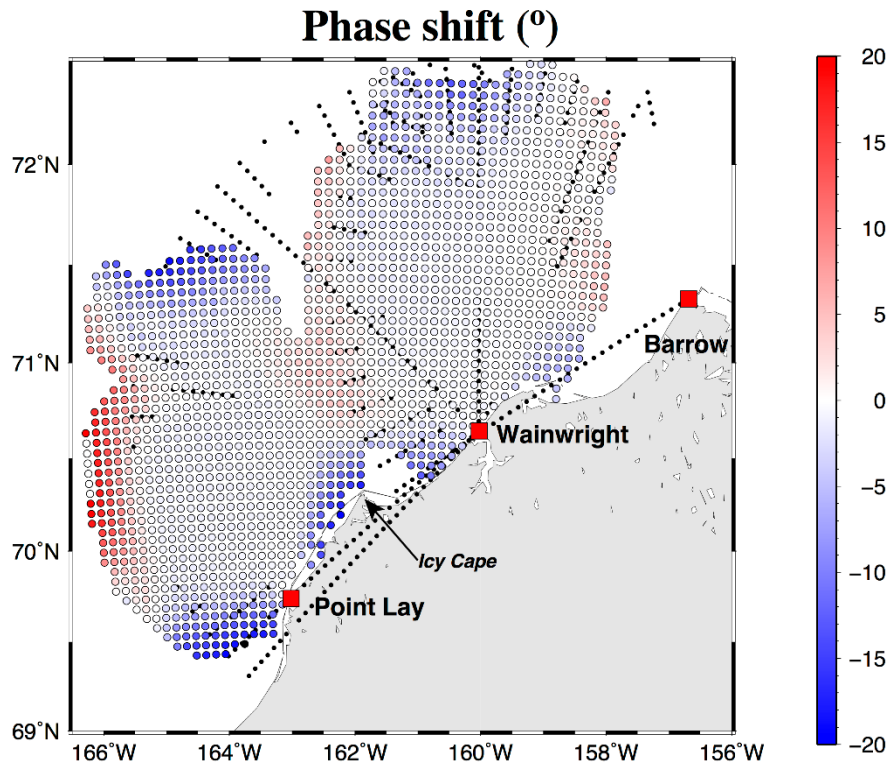 Phase shift (º)
72°N
71°N
70°N
69°N
166°W 164°W 162°W 160°W 158°W 156°W
Barrow
Wainwright
Icy Cape
Point Lay
20
15
10
5
0
−5
−10
−15
−20